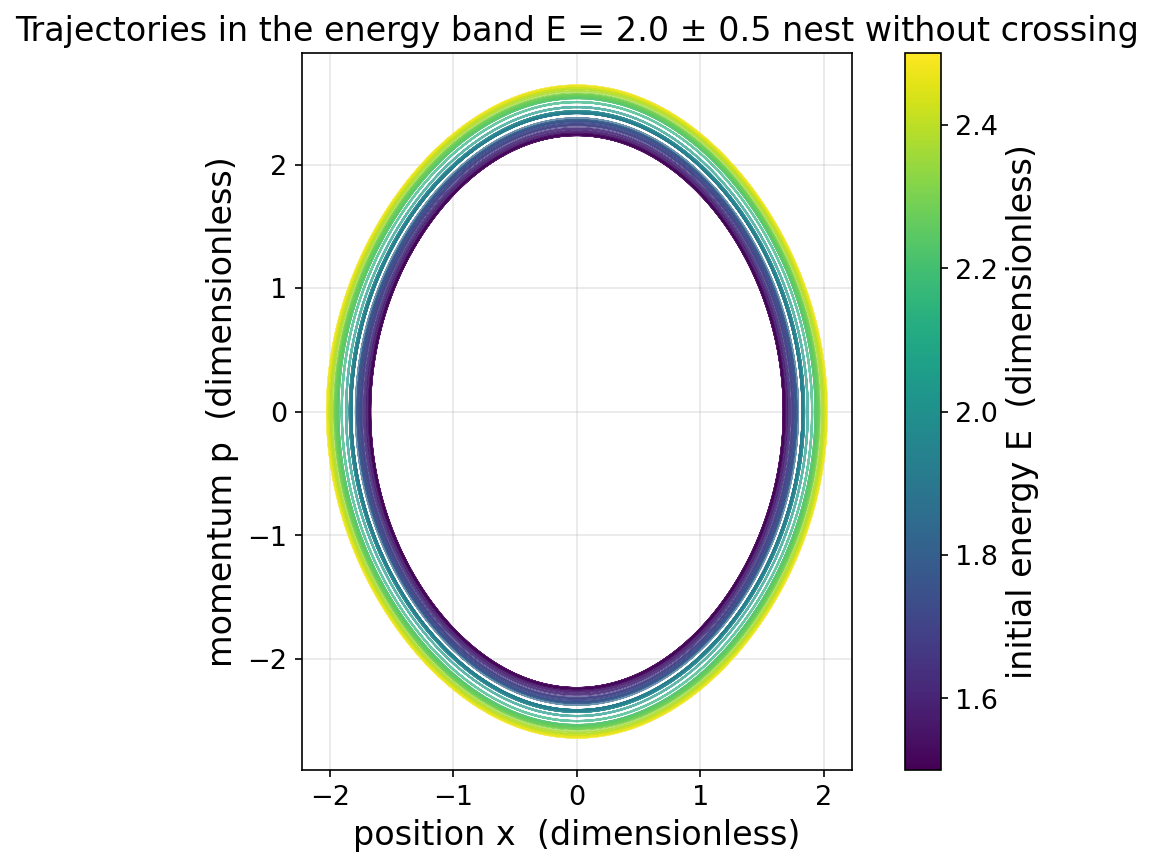 Trajectories in the energy band E = 2.0 ± 0.5 nest without crossing
momentum p (dimensionless)
2
1
0
−1
−2
−2 −1 0 1 2
position x (dimensionless)
2.4
2.2
2.0
1.8
1.6
initial energy E (dimensionless)